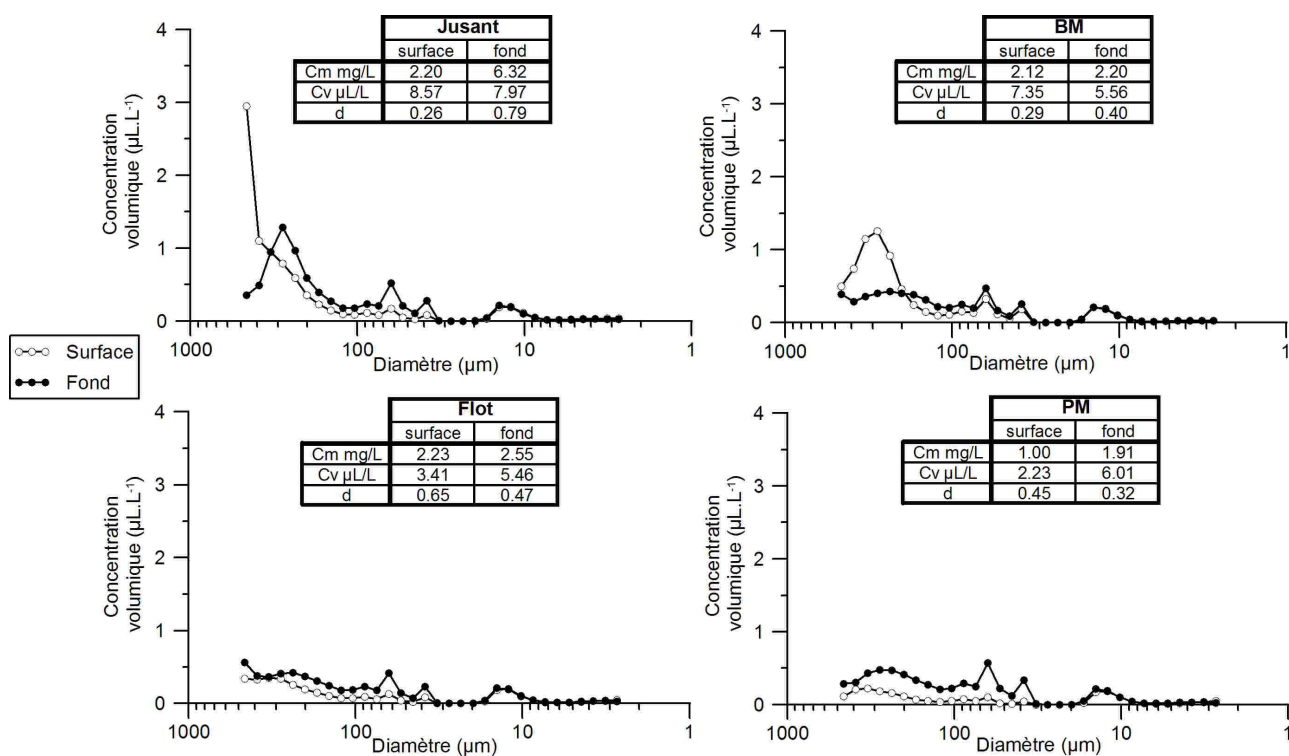 Jusant
surface fond
Cm mg/L 2.20 6.32
Cv µL/L 8.57 7.97
d 0.26 0.79
4
3
2
1
0
Concentration
volumique (µL.L⁻¹)
1000 100 10 1
Diamètre (µm)
BM
surface fond
Cm mg/L 2.12 2.20
Cv µL/L 7.35 5.56
d 0.29 0.40
4
3
2
1
0
Concentration
volumique (µL.L⁻¹)
1000 100 10 1
Diamètre (µm)
Surface
Fond
Flot
surface fond
Cm mg/L 2.23 2.55
Cv µL/L 3.41 5.46
d 0.65 0.47
4
3
2
1
0
Concentration
volumique (µL.L⁻¹)
1000 100 10 1
Diamètre (µm)
PM
surface fond
Cm mg/L 1.00 1.91
Cv µL/L 2.23 6.01
d 0.45 0.32
4
3
2
1
0
Concentration
volumique (µL.L⁻¹)
1000 100 10 1
Diamètre (µm)